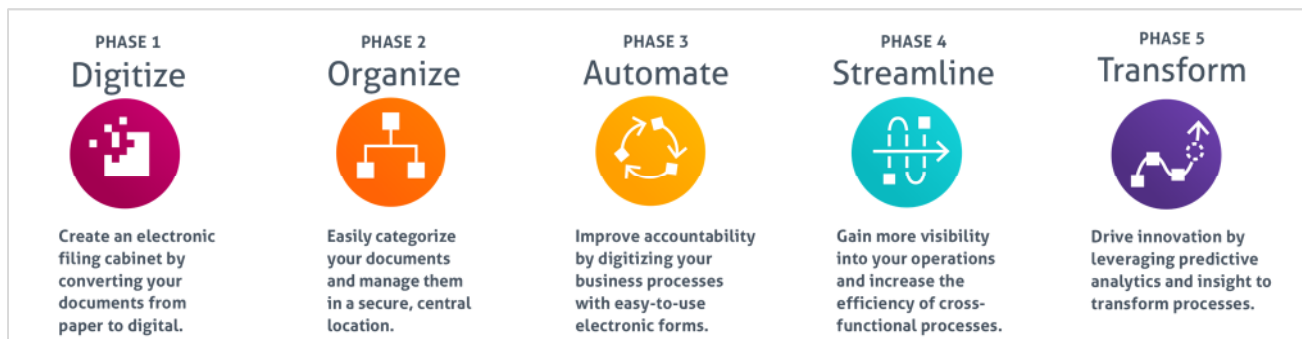 PHASE 1
Digitize
Create an electronic
filing cabinet by
converting your
documents from
paper to digital.
PHASE 2
Organize
Easily categorize
your documents
and manage them
in a secure, central
location.
PHASE 3
Automate
Improve accountability
by digitizing your
business processes
with easy-to-use
electronic forms.
PHASE 4
Streamline
Gain more visibility
into your operations
and increase the
efficiency of cross-
functional processes.
PHASE 5
Transform
Drive innovation by
leveraging predictive
analytics and insight to
transform processes.